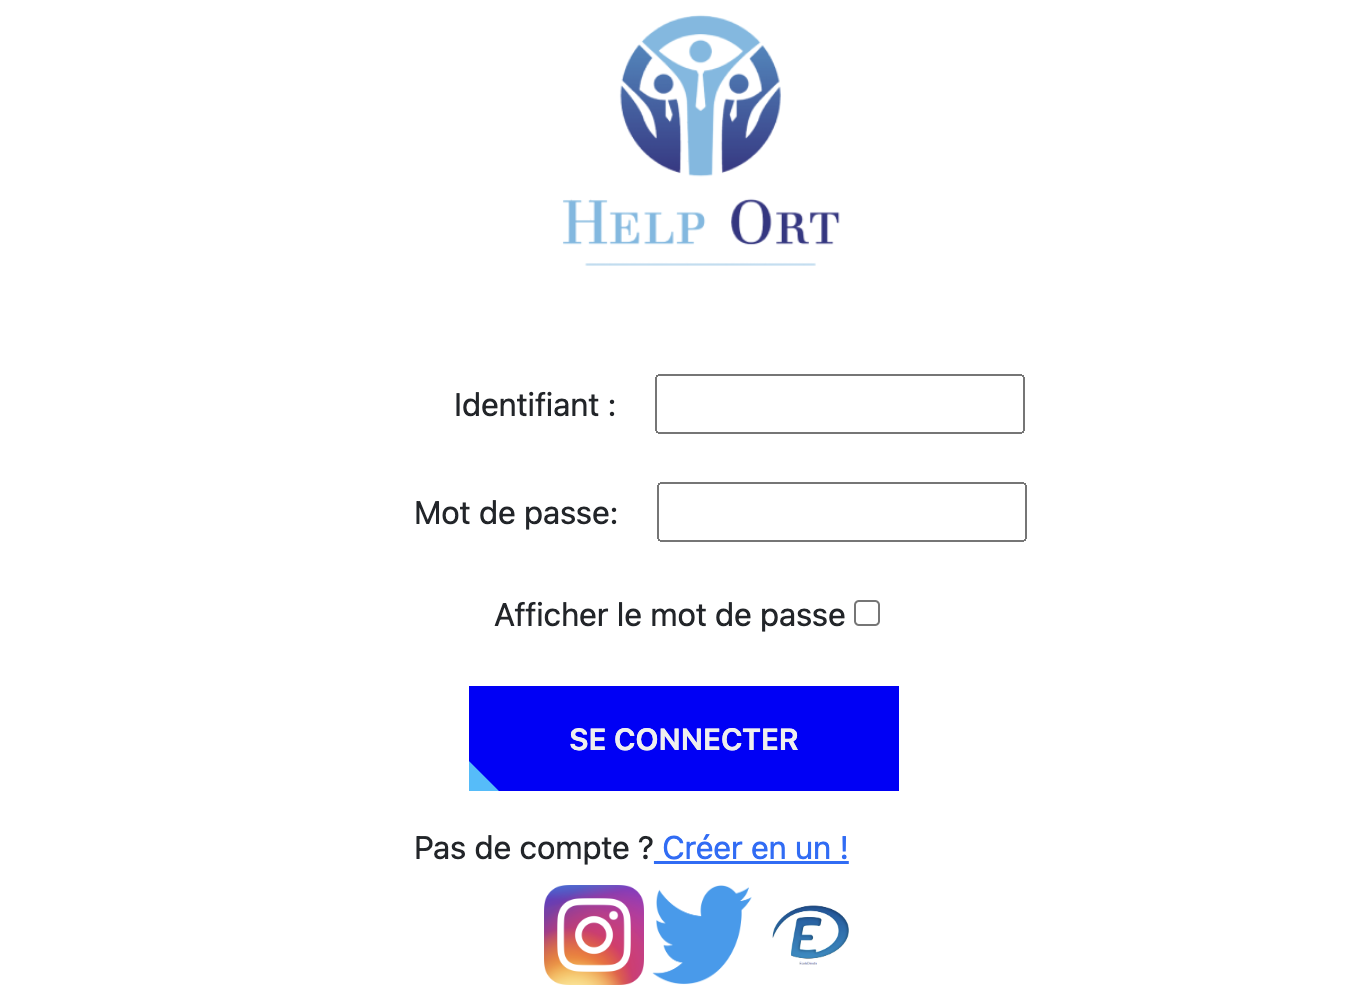 HELP ORT
Identifiant :
Mot de passe:
Afficher le mot de passe
SE CONNECTER
Pas de compte ? Créer en un !
E